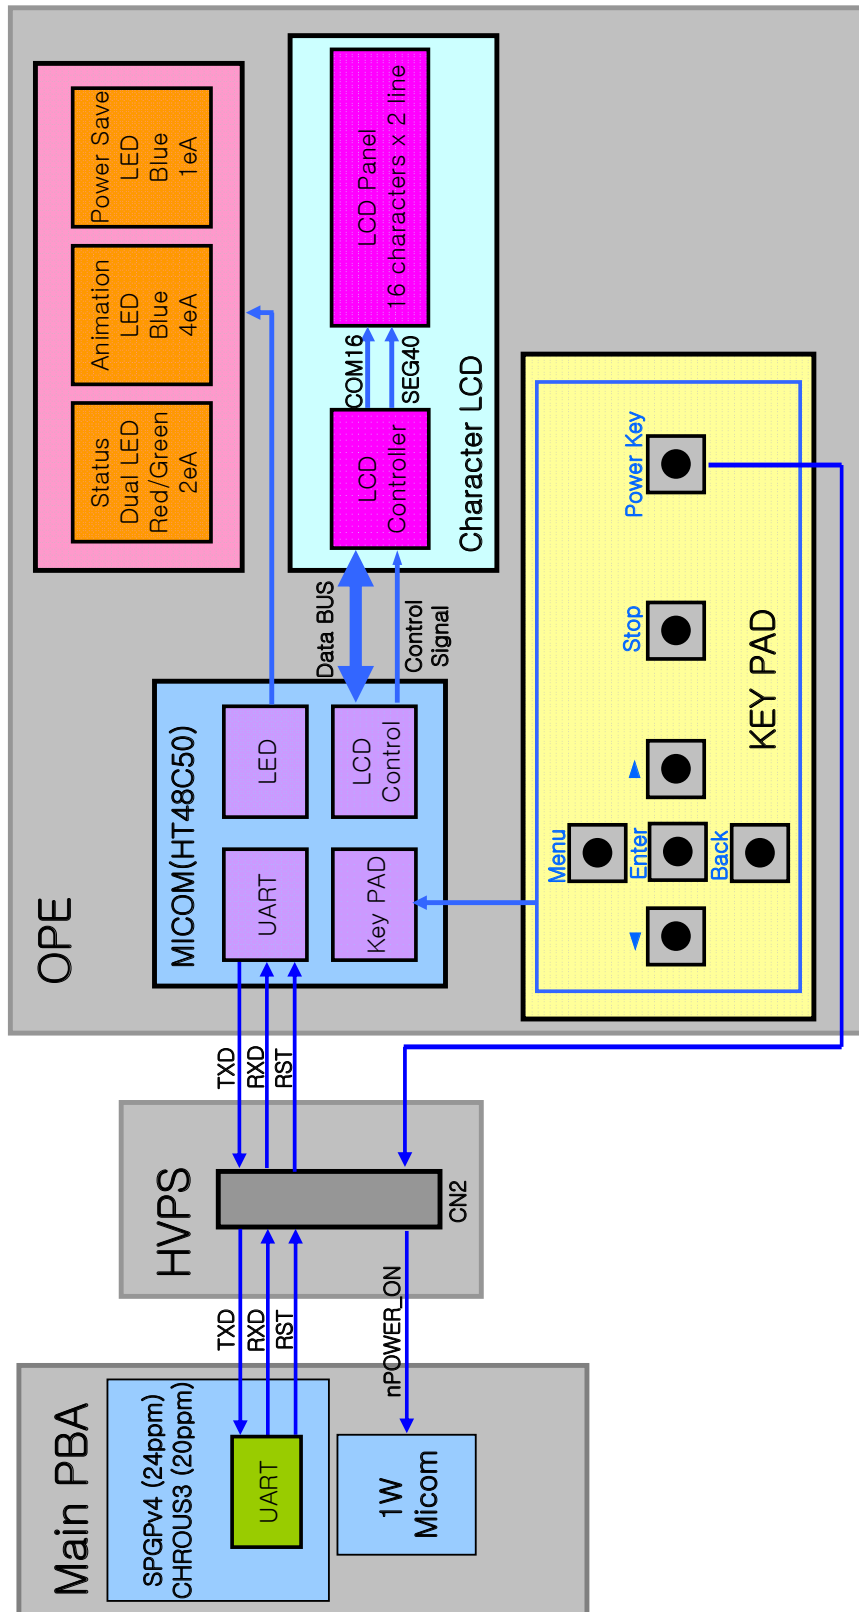 Main PBA
SPGPv4 (24ppm)
CHROUS3 (20ppm)
UART
1W
Micom
TXD
RXD
RST
nPOWER_ON
HVPS
CN2
TXD
RXD
RST
OPE
MICOM(HT48C50)
UART
LED
Key PAD
LCD
Control
Status
Dual LED
Red/Green
2eA
Animation
LED
Blue
4eA
Power Save
LED
Blue
1eA
Data BUS
Control
Signal
LCD
Controller
COM16
SEG40
LCD Panel
16 characters x 2 line
Character LCD
Menu
Enter
Back
Stop
Power Key
KEY PAD